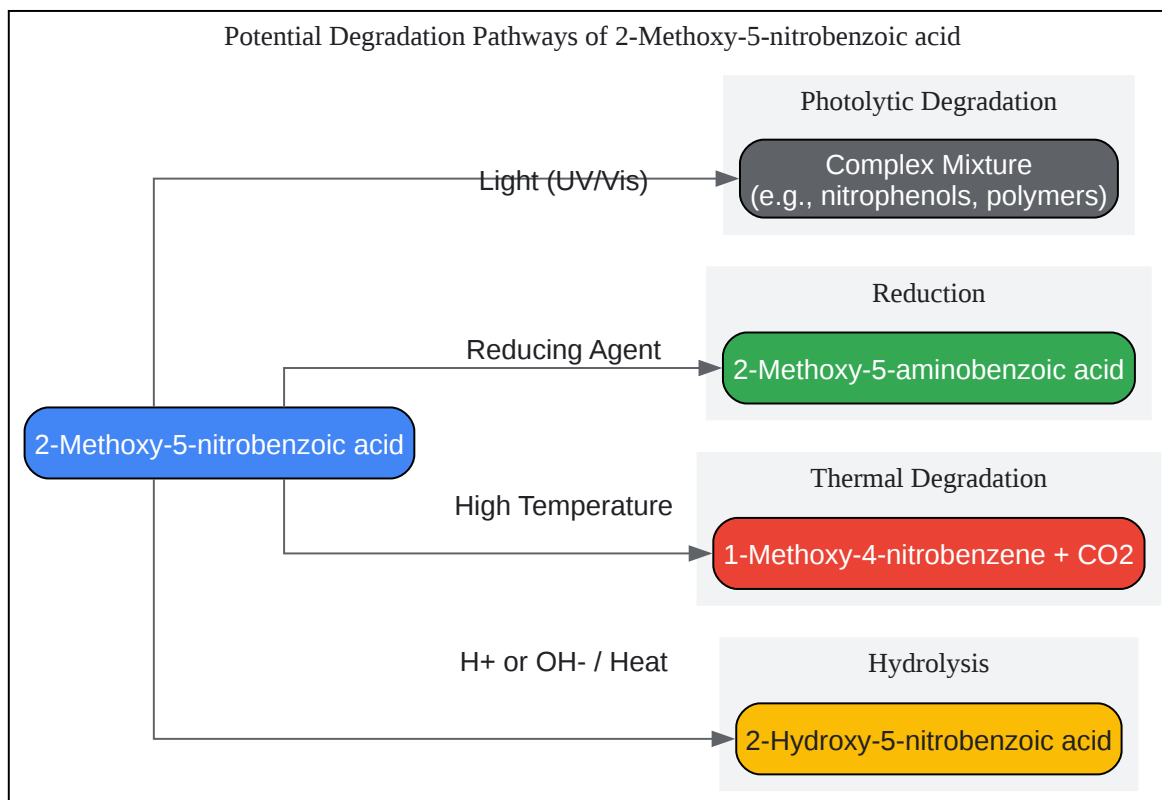 Potential Degradation Pathways of 2-Methoxy-5-nitrobenzoic acid
Photolytic Degradation
Light (UV/Vis)
Complex Mixture
(e.g., nitrophenols, polymers)
Reduction
Reducing Agent
2-Methoxy-5-aminobenzoic acid
2-Methoxy-5-nitrobenzoic acid
Thermal Degradation
High Temperature
1-Methoxy-4-nitrobenzene + CO2
H+ or OH- / Heat
Hydrolysis
2-Hydroxy-5-nitrobenzoic acid